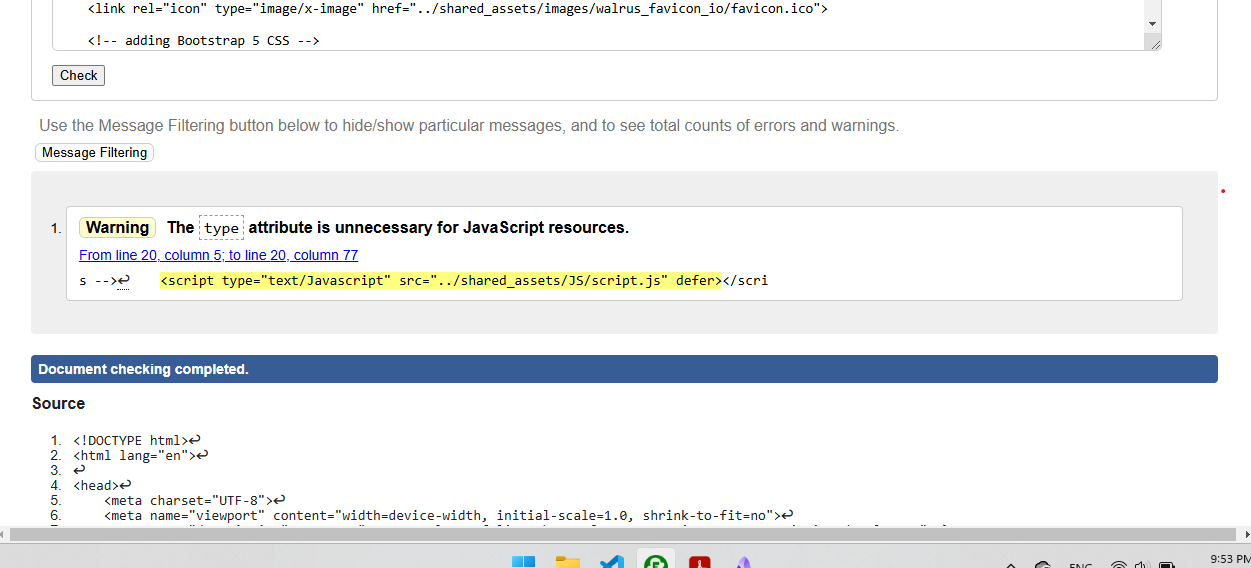 <link rel="icon" type="image/x-image" href="../shared_assets/images/walrus_favicon_io/favicon.ico">
<!-- adding Bootstrap 5 CSS -->
Check
Use the Message Filtering button below to hide/show particular messages, and to see total counts of errors and warnings.
Message Filtering
1. Warning The type attribute is unnecessary for JavaScript resources.
From line 20, column 5; to line 20, column 77
s -->↩ <script type="text/Javascript" src="../shared_assets/JS/script.js" defer></scri
Document checking completed.
Source
1. <!DOCTYPE html>↩
2. <html lang="en">↩
3. ↩
4. <head>↩
5. <meta charset="UTF-8">↩
6. <meta name="viewport" content="width=device-width, initial-scale=1.0, shrink-to-fit=no">↩
ENG
9:53 PM